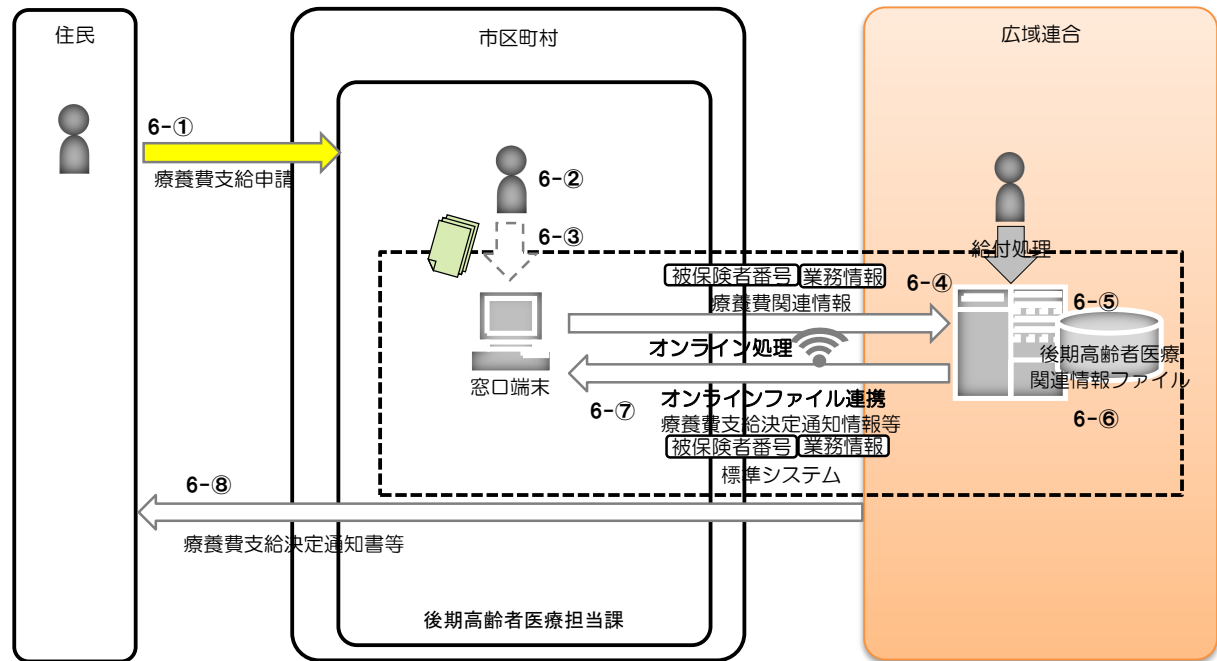 住民
市区町村
広域連合
6-①
療養費支給申請
6-②
6-③
給付処理
被保険者番号 業務情報
6-④
療養費関連情報
6-⑤
オンライン処理
後期高齢者医療
関連情報ファイル
窓口端末
6-⑦
オンラインファイル連携
療養費支給決定通知情報等
6-⑥
被保険者番号 業務情報
標準システム
6-⑧
療養費支給決定通知書等
後期高齢者医療担当課